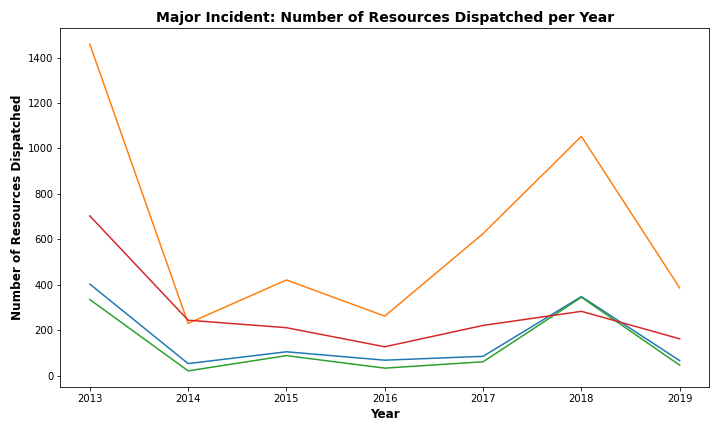 Major Incident: Number of Resources Dispatched per Year
Number of Resources Dispatched
1400
1200
1000
800
600
400
200
0
2013 2014 2015 2016 2017 2018 2019
Year